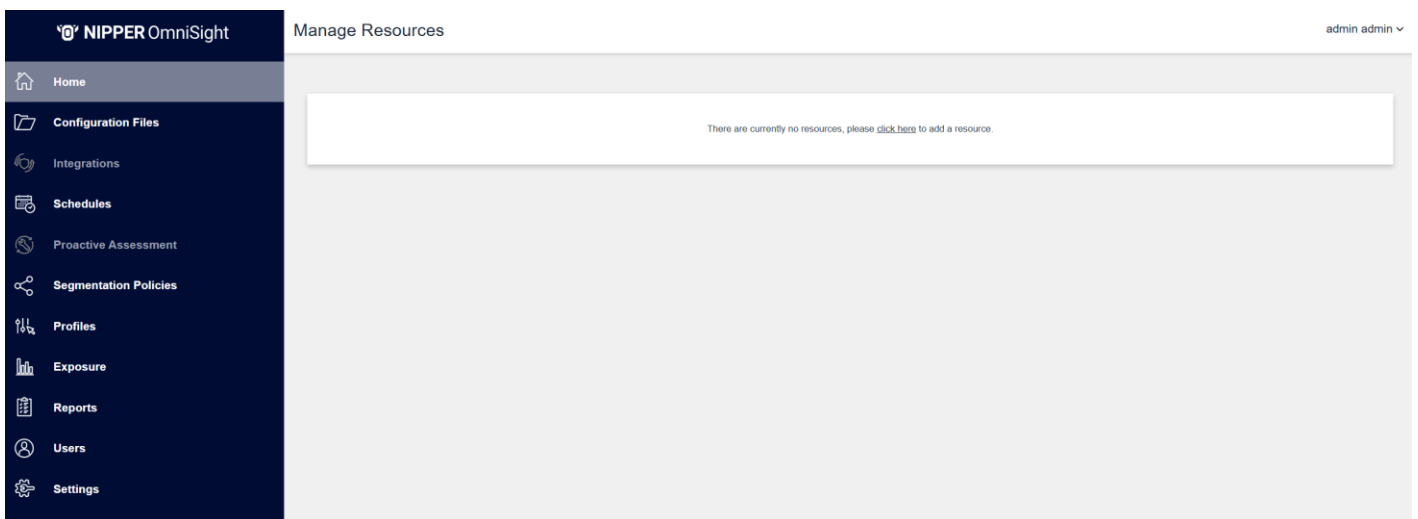 NIPPER OmniSight
Manage Resources
admin admin
Home
Configuration Files
Integrations
Schedules
Proactive Assessment
Segmentation Policies
Profiles
Exposure
Reports
Users
Settings
There are currently no resources, please click here to add a resource.